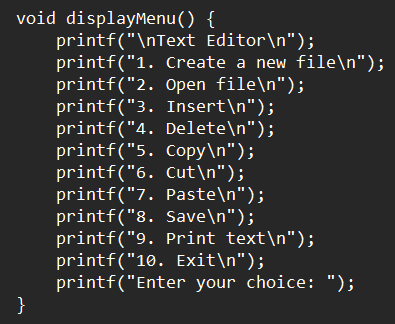 void displayMenu() {
    printf("\nText Editor\n");
    printf("1. Create a new file\n");
    printf("2. Open file\n");
    printf("3. Insert\n");
    printf("4. Delete\n");
    printf("5. Copy\n");
    printf("6. Cut\n");
    printf("7. Paste\n");
    printf("8. Save\n");
    printf("9. Print text\n");
    printf("10. Exit\n");
    printf("Enter your choice: ");
}